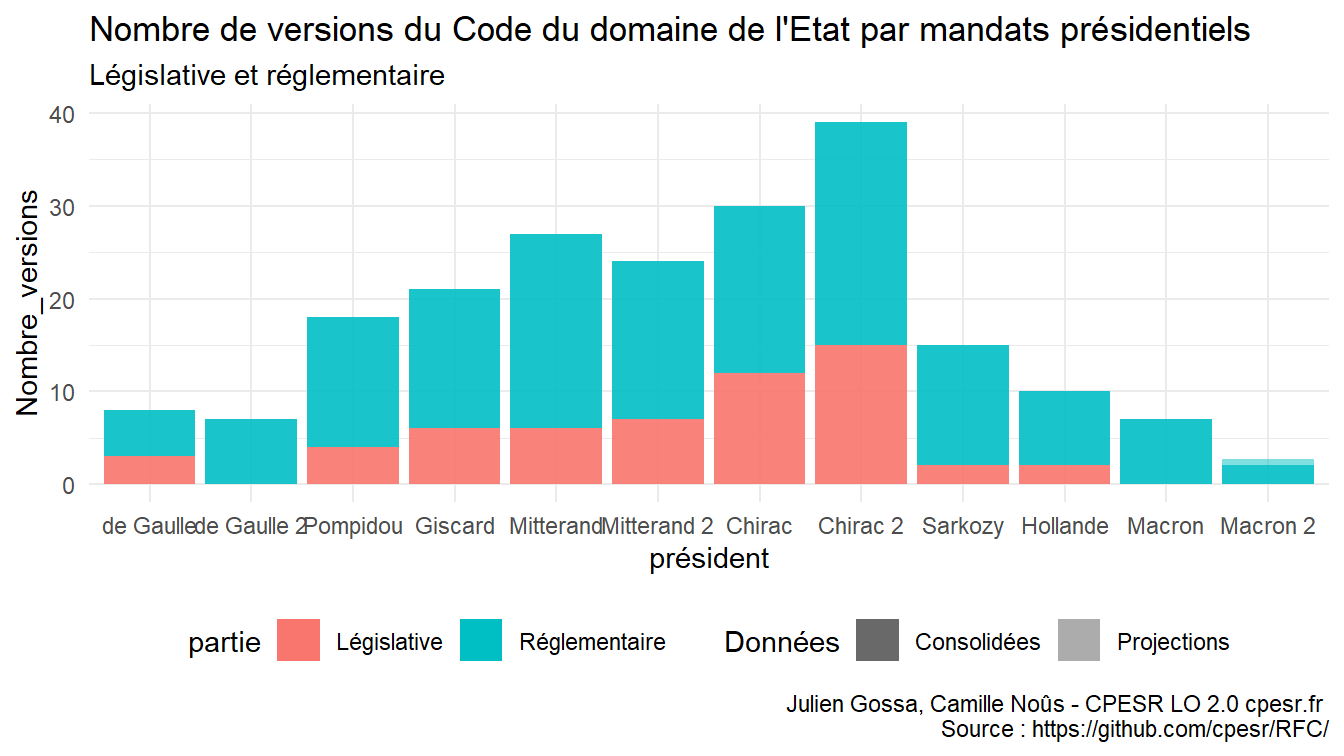 Nombre de versions du Code du domaine de l'Etat par mandats présidentiels
Législative et réglementaire
Nombre_versions
40
30
20
10
0
de Gaulle de Gaulle 2 Pompidou Giscard Mitterand Mitterand 2 Chirac Chirac 2 Sarkozy Hollande Macron Macron 2
président
partie Législative Réglementaire Données Consolidées Projections
Julien Gossa, Camille Noûs - CPESR LO 2.0 cpesr.fr
Source : https://github.com/cpesr/RFC/